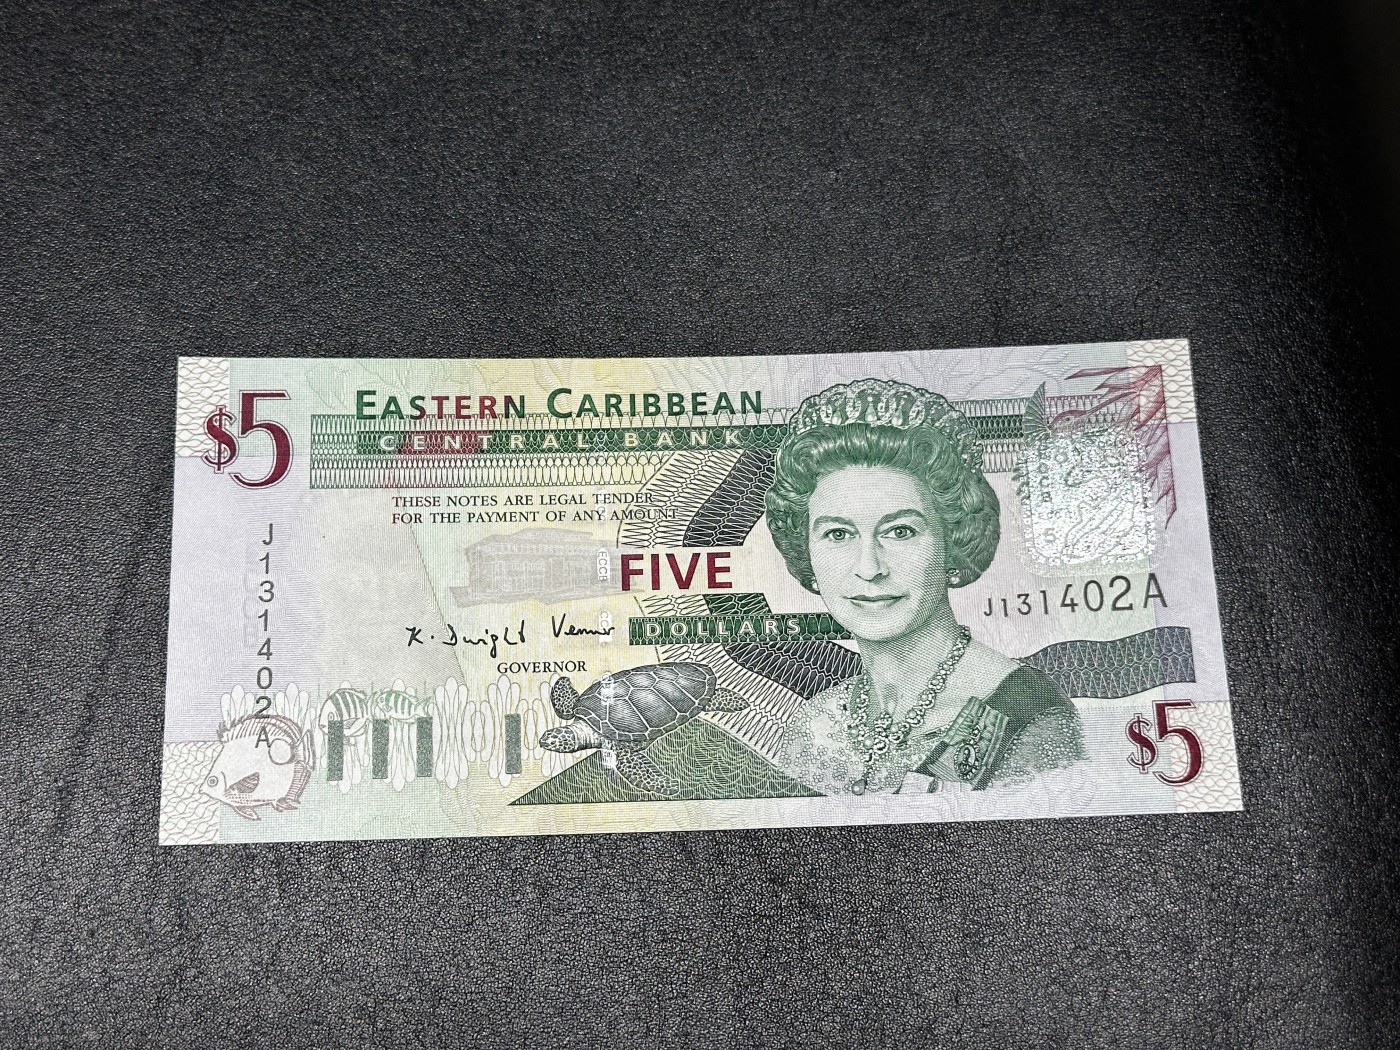 $5
EASTERN CARIBBEAN
CENTRAL BANK
THESE NOTES ARE LEGAL TENDER
FOR THE PAYMENT OF ANY AMOUNT
ECCB
FIVE
DOLLARS
K. Dwight Venner
GOVERNOR
J131402A
J131402A
$5